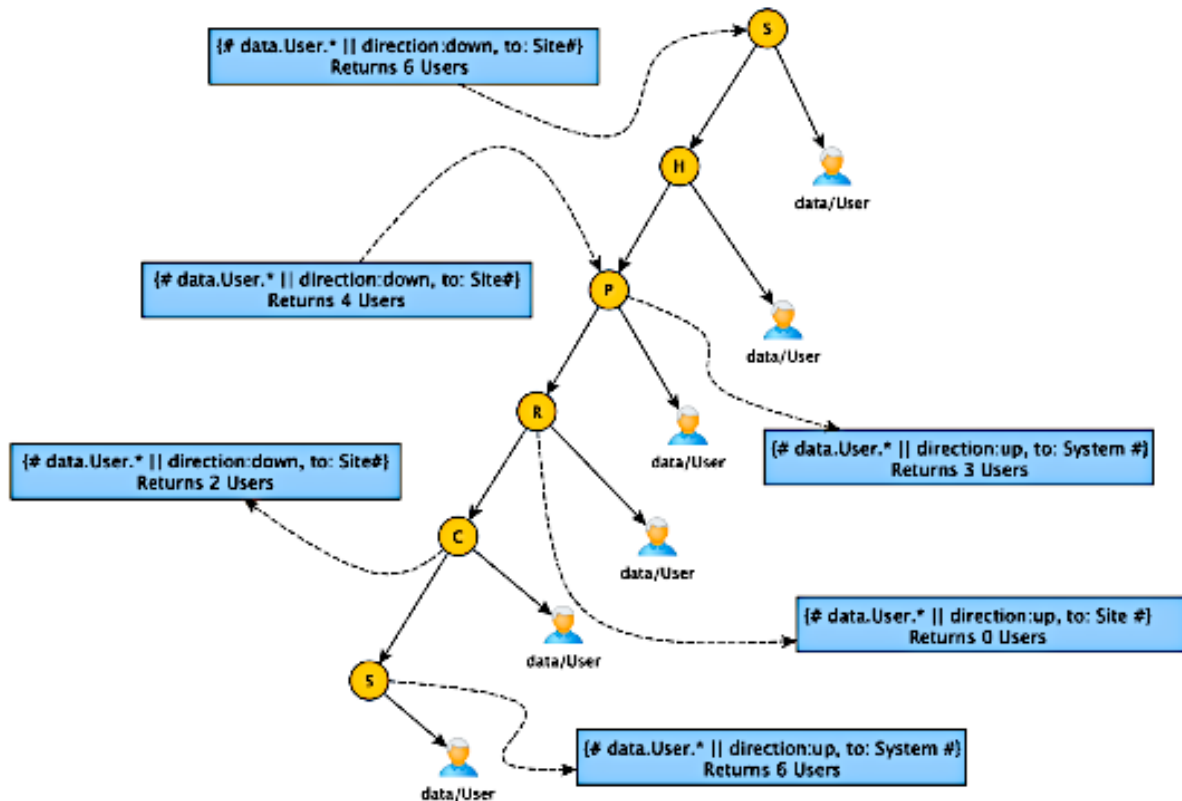 S
{# data.User.* || direction:down, to: Site#}
Returns 6 Users
H
data/User
{# data.User.* || direction:down, to: Site#}
Returns 4 Users
P
data/User
R
{# data.User.* || direction:up, to: System #}
Returns 3 Users
data/User
{# data.User.* || direction:down, to: Site#}
Returns 2 Users
C
data/User
{# data.User.* || direction:up, to: Site #}
Returns 0 Users
data/User
S
{# data.User.* || direction:up, to: System #}
Returns 6 Users
data/User